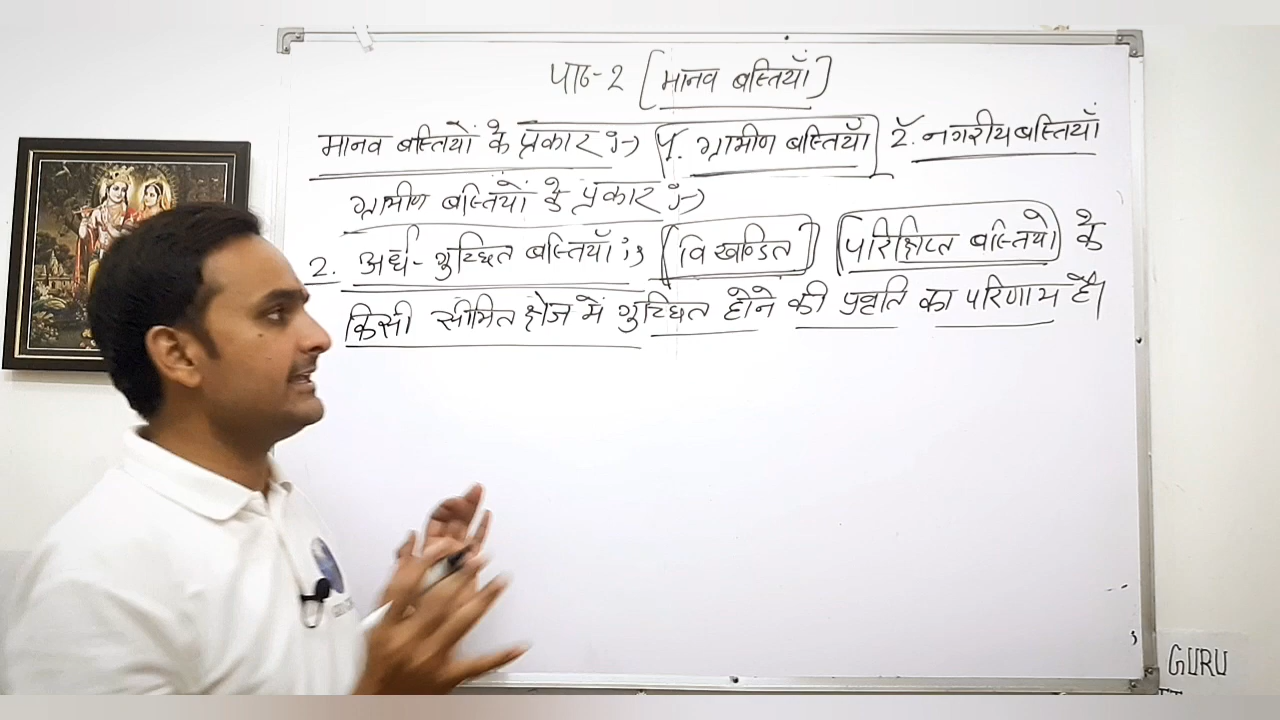 पाठ-2 [मानव बस्तियाँ]
मानव बस्तियों के प्रकार :-> 1. ग्रामीण बस्तियाँ 2. नगरीय बस्तियाँ
ग्रामीण बस्तियों के प्रकार :->
2. अर्ध-गुच्छित बस्तियाँ :; विखण्डित परिक्षिप्त बस्तियों के
किसी सीमित क्षेत्र में गुच्छित होने की प्रवृति का परिणाम है।
GURU